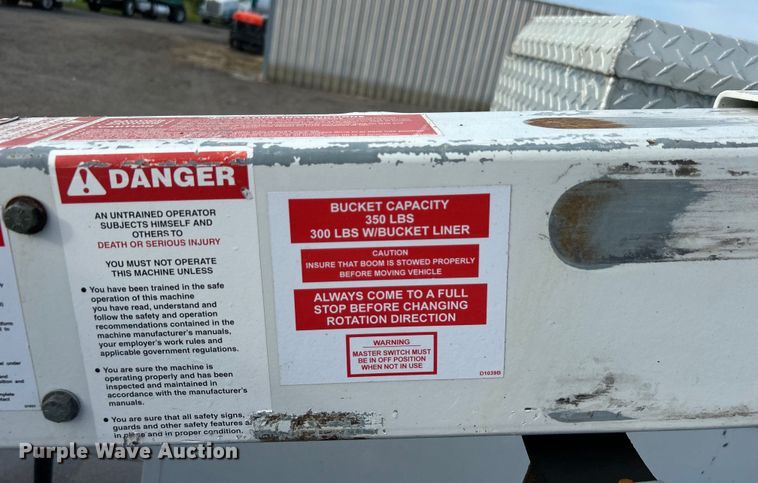 DANGER
AN UNTRAINED OPERATOR
SUBJECTS HIMSELF AND
OTHERS TO
DEATH OR SERIOUS INJURY
YOU MUST NOT OPERATE
THIS MACHINE UNLESS
● You have been trained in the safe
operation of this machine
you have read, understand and
follow the safety and operation
recommendations contained in the
machine manufacturer's manuals,
your employer's work rules and
applicable government regulations.
● You are sure the machine is
operating properly and has been
inspected and maintained in
accordance with the manufacturer's
manuals.
● You are sure that all safety signs,
guards and other safety features a
in place and in proper condition.
BUCKET CAPACITY
350 LBS
300 LBS W/BUCKET LINER
CAUTION
INSURE THAT BOOM IS STOWED PROPERLY
BEFORE MOVING VEHICLE
ALWAYS COME TO A FULL
STOP BEFORE CHANGING
ROTATION DIRECTION
WARNING
MASTER SWITCH MUST
BE IN OFF POSITION
WHEN NOT IN USE
D1039B
Purple Wave Auction